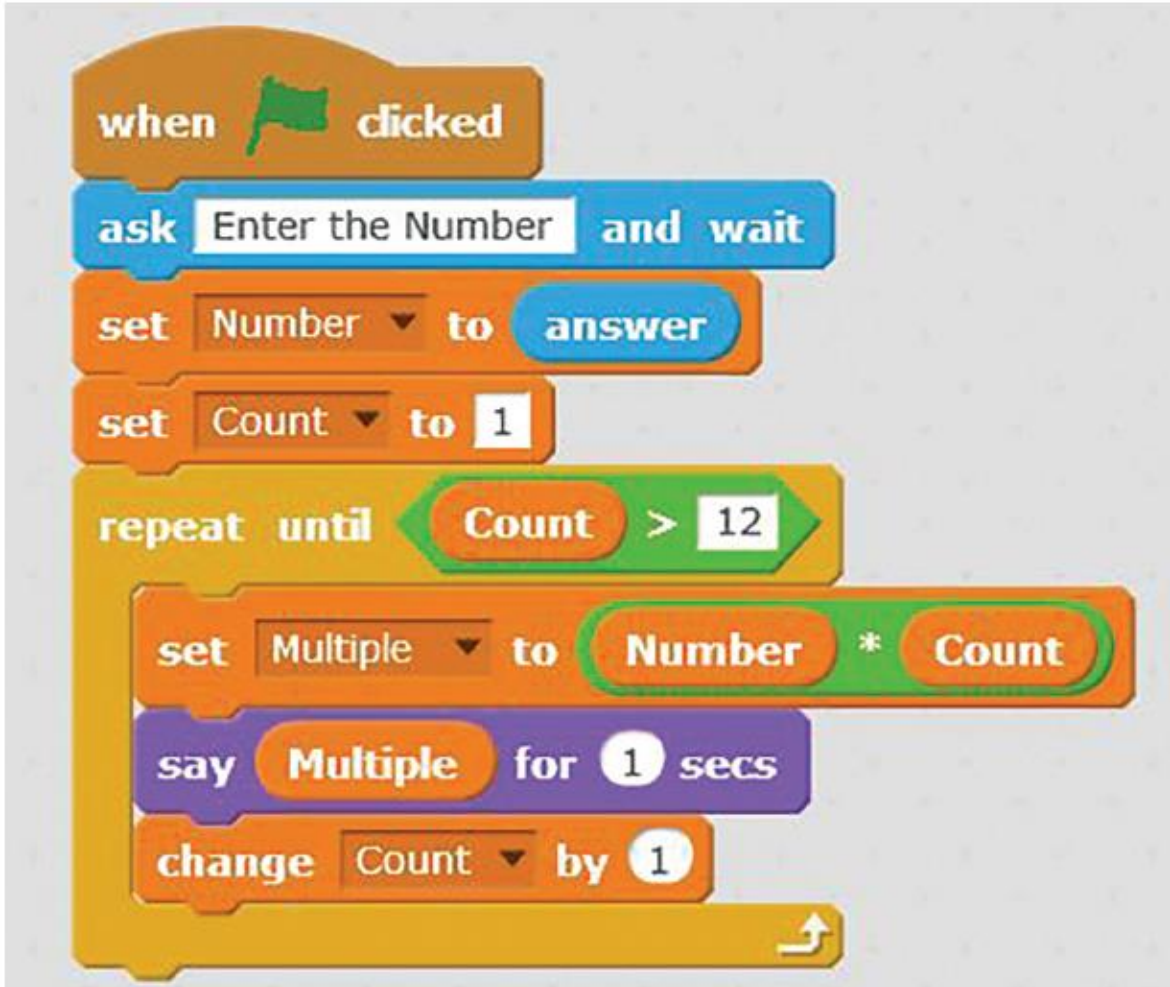 when clicked
ask Enter the Number and wait
set Number to answer
set Count to 1
repeat until Count > 12
set Multiple to Number * Count
say Multiple for 1 secs
change Count by 1